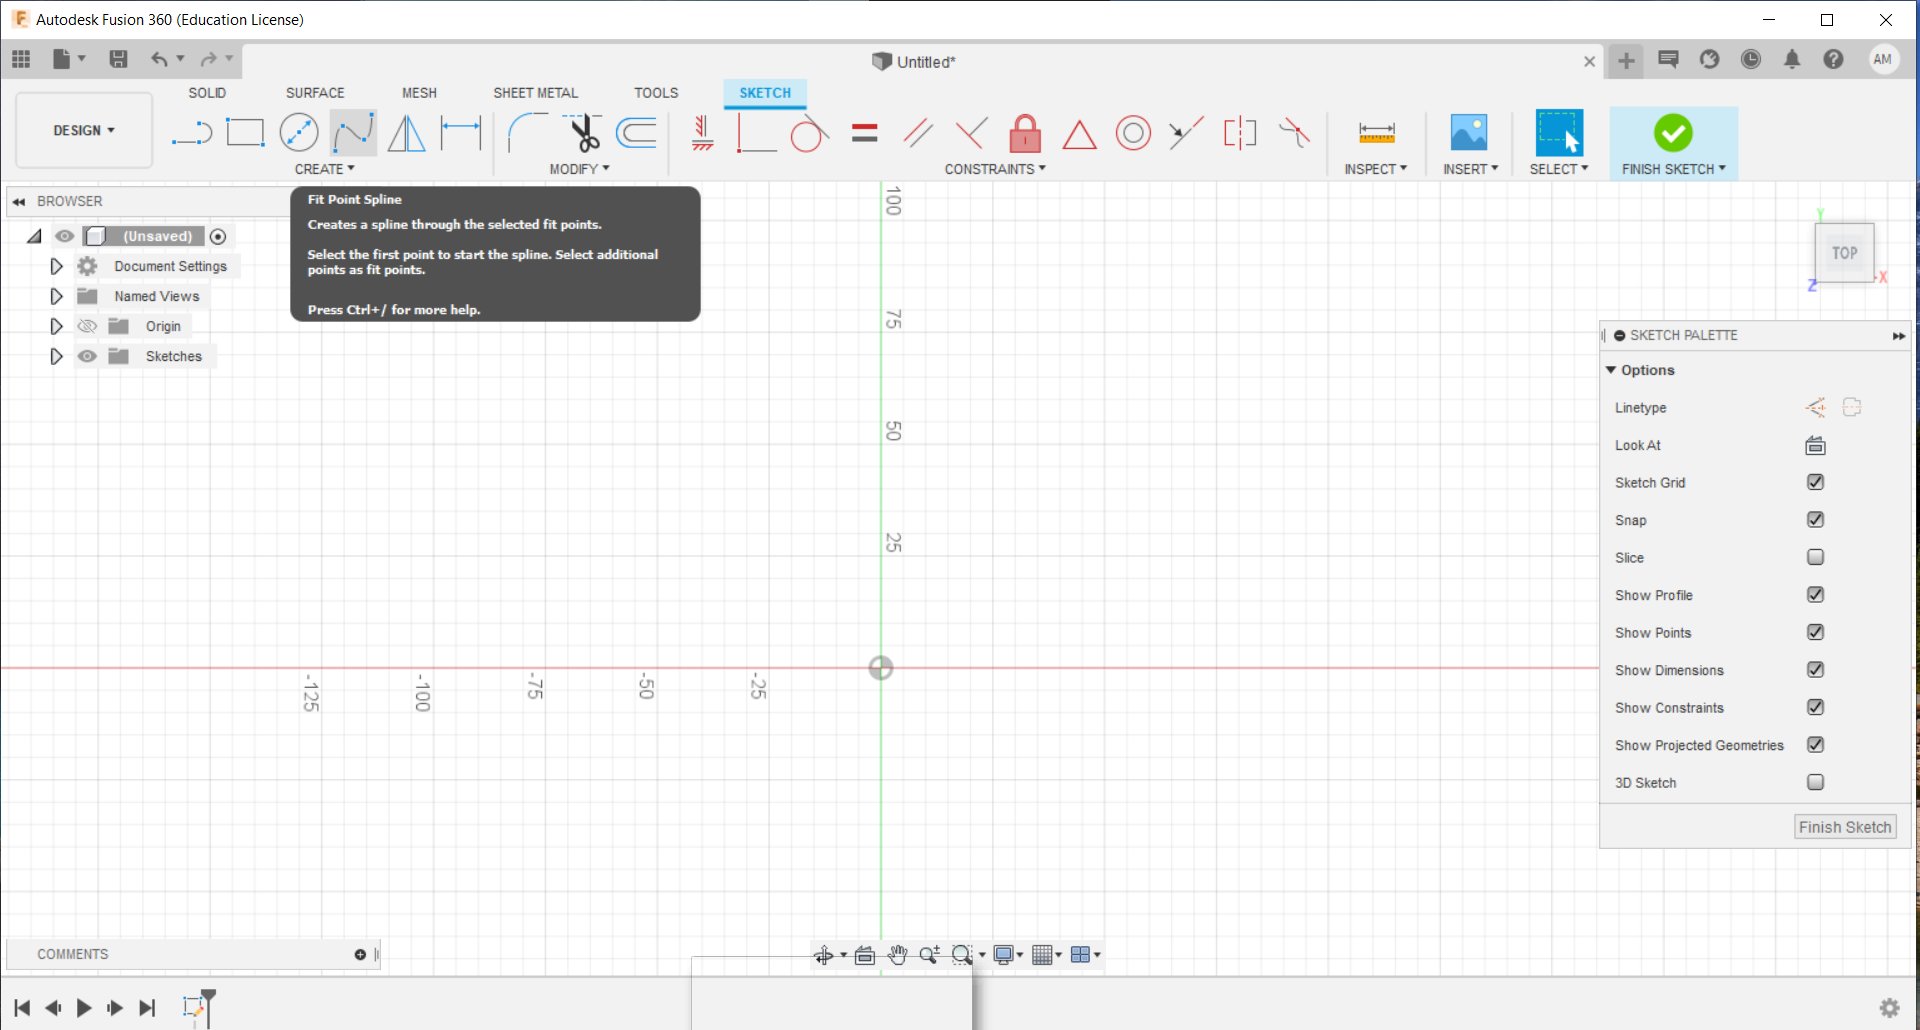 Autodesk Fusion 360 (Education License)
Untitled*
AM
SOLID
SURFACE
MESH
SHEET METAL
TOOLS
SKETCH
DESIGN
CREATE
MODIFY
CONSTRAINTS
INSPECT
INSERT
SELECT
FINISH SKETCH
BROWSER
(Unsaved)
Document Settings
Named Views
Origin
Sketches
Fit Point Spline
Creates a spline through the selected fit points.
Select the first point to start the spline. Select additional
points as fit points.
Press Ctrl+/ for more help.
100
75
50
25
-125
-100
-75
-50
-25
Y
TOP
X
Z
SKETCH PALETTE
Options
Linetype
Look At
Sketch Grid
Snap
Slice
Show Profile
Show Points
Show Dimensions
Show Constraints
Show Projected Geometries
3D Sketch
Finish Sketch
COMMENTS